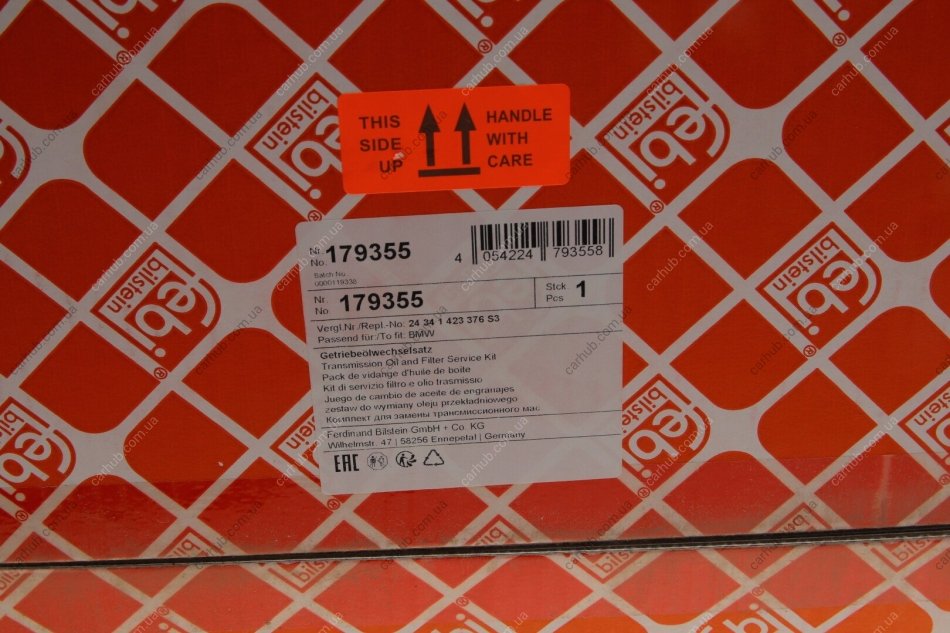 THIS SIDE UP
HANDLE WITH CARE
Nr. No. 179355
Batch No.
0000119338
4 054224 793558
Nr No 179355
Stck Pcs 1
Vergl.Nr./Repl.-No. 24 34 1 423 376 S3
Passend für:/To fit: BMW
Getriebeölwechselsatz
Transmission Oil and Filter Service Kit
Pack de vidange d'huile de boîte
Kit di servizio filtro e olio trasmissio
Juego de cambio de aceite de engranajes
zestaw do wymiany oleju przekładniowego
Комплект для замены трансмиссионного мас
Ferdinand Bilstein GmbH + Co. KG
Wilhelmstr. 47 | 58256 Ennepetal | Germany
EAC
febi bilstein®
carhub.com.ua